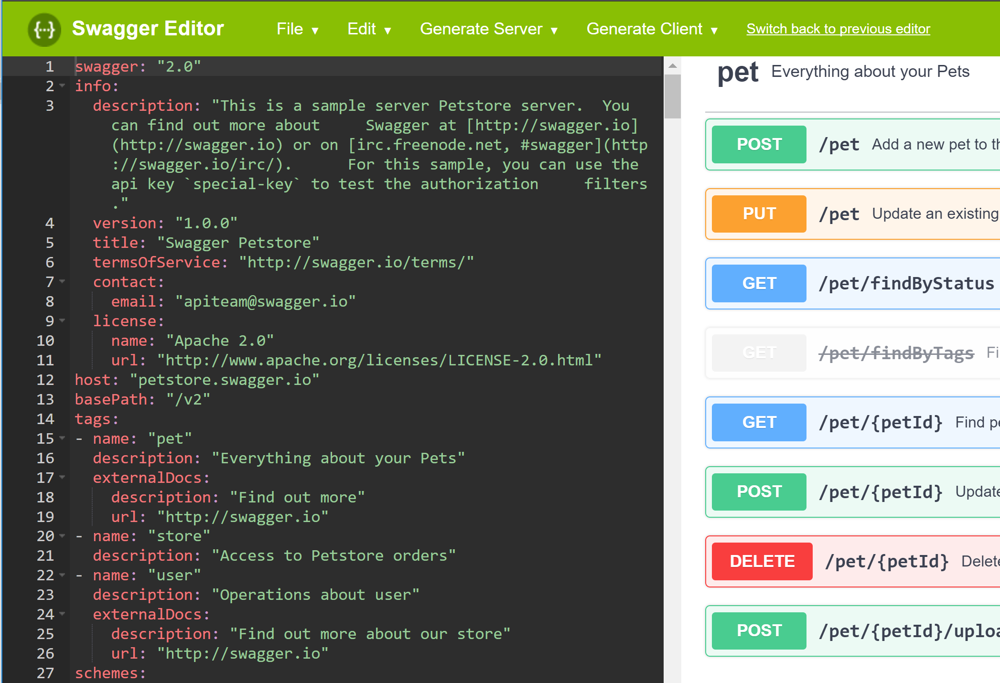 {...} Swagger Editor File ▼ Edit ▼ Generate Server ▼ Generate Client ▼ Switch back to previous editor
1 swagger: "2.0"
2 info:
3 description: "This is a sample server Petstore server.  You
can find out more about     Swagger at [http://swagger.io]
(http://swagger.io) or on [irc.freenode.net, #swagger](http
://swagger.io/irc/).      For this sample, you can use the
api key `special-key` to test the authorization     filters
."
4 version: "1.0.0"
5 title: "Swagger Petstore"
6 termsOfService: "http://swagger.io/terms/"
7 contact:
8 email: "apiteam@swagger.io"
9 license:
10 name: "Apache 2.0"
11 url: "http://www.apache.org/licenses/LICENSE-2.0.html"
12 host: "petstore.swagger.io"
13 basePath: "/v2"
14 tags:
15 - name: "pet"
16 description: "Everything about your Pets"
17 externalDocs:
18 description: "Find out more"
19 url: "http://swagger.io"
20 - name: "store"
21 description: "Access to Petstore orders"
22 - name: "user"
23 description: "Operations about user"
24 externalDocs:
25 description: "Find out more about our store"
26 url: "http://swagger.io"
27 schemes:
pet Everything about your Pets
POST /pet Add a new pet to th
PUT /pet Update an existing
GET /pet/findByStatus
GET /pet/findByTags Fi
GET /pet/{petId} Find pe
POST /pet/{petId} Update
DELETE /pet/{petId} Delete
POST /pet/{petId}/uploa